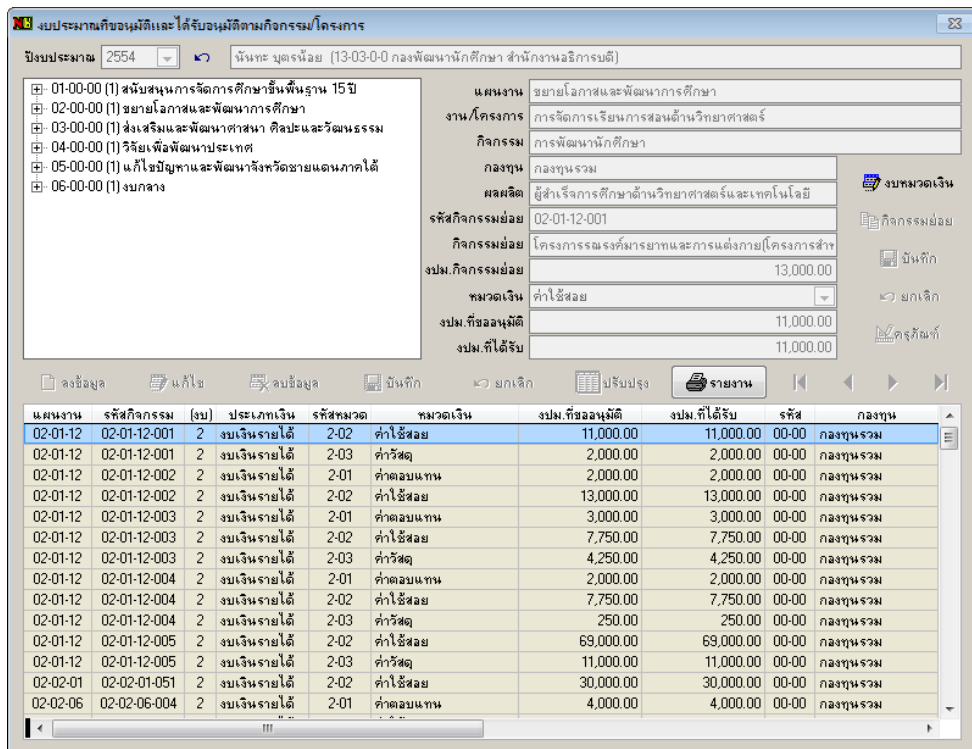 งบประมาณที่ขออนุมัติและได้รับอนุมัติตามกิจกรรม/โครงการ
ปีงบประมาณ 2554 นันทะ บุตรน้อย (13-03-0-0 กองพัฒนานักศึกษา สำนักงานอธิการบดี)
01-00-00 (1) สนับสนุนการจัดการศึกษาขั้นพื้นฐาน 15 ปี
02-00-00 (1) ขยายโอกาสและพัฒนาการศึกษา
03-00-00 (1) ส่งเสริมและพัฒนาศาสนา ศิลปะและวัฒนธรรม
04-00-00 (1) วิจัยเพื่อพัฒนาประเทศ
05-00-00 (1) แก้ไขปัญหาและพัฒนาจังหวัดชายแดนภาคใต้
06-00-00 (1) งบกลาง
แผนงาน ขยายโอกาสและพัฒนาการศึกษา
งาน/โครงการ การจัดการเรียนการสอนด้านวิทยาศาสตร์
กิจกรรม การพัฒนานักศึกษา
กองทุน กองทุนรวม
ผลผลิต ผู้สำเร็จการศึกษาด้านวิทยาศาสตร์และเทคโนโลยี
รหัสกิจกรรมย่อย 02-01-12-001
กิจกรรมย่อย โครงการรณรงค์มารยาทและการแต่งกาย(โครงการสำห
งปม.กิจกรรมย่อย 13,000.00
หมวดเงิน ค่าใช้สอย
งปม.ที่ขออนุมัติ 11,000.00
งปม.ที่ได้รับ 11,000.00
งบหมวดเงิน
กิจกรรมย่อย
บันทึก
ยกเลิก
ครุภัณฑ์
ลงข้อมูล แก้ไข ลบข้อมูล บันทึก ยกเลิก ปรับปรุง รายงาน
แผนงาน รหัสกิจกรรม (งบ) ประเภทเงิน รหัสหมวด หมวดเงิน งปม.ที่ขออนุมัติ งปม.ที่ได้รับ รหัส กองทุน
02-01-12 02-01-12-001 2 งบเงินรายได้ 2-02 ค่าใช้สอย 11,000.00 11,000.00 00-00 กองทุนรวม
02-01-12 02-01-12-001 2 งบเงินรายได้ 2-03 ค่าวัสดุ 2,000.00 2,000.00 00-00 กองทุนรวม
02-01-12 02-01-12-002 2 งบเงินรายได้ 2-01 ค่าตอบแทน 2,000.00 2,000.00 00-00 กองทุนรวม
02-01-12 02-01-12-002 2 งบเงินรายได้ 2-02 ค่าใช้สอย 13,000.00 13,000.00 00-00 กองทุนรวม
02-01-12 02-01-12-003 2 งบเงินรายได้ 2-01 ค่าตอบแทน 3,000.00 3,000.00 00-00 กองทุนรวม
02-01-12 02-01-12-003 2 งบเงินรายได้ 2-02 ค่าใช้สอย 7,750.00 7,750.00 00-00 กองทุนรวม
02-01-12 02-01-12-003 2 งบเงินรายได้ 2-03 ค่าวัสดุ 4,250.00 4,250.00 00-00 กองทุนรวม
02-01-12 02-01-12-004 2 งบเงินรายได้ 2-01 ค่าตอบแทน 2,000.00 2,000.00 00-00 กองทุนรวม
02-01-12 02-01-12-004 2 งบเงินรายได้ 2-02 ค่าใช้สอย 7,750.00 7,750.00 00-00 กองทุนรวม
02-01-12 02-01-12-004 2 งบเงินรายได้ 2-03 ค่าวัสดุ 250.00 250.00 00-00 กองทุนรวม
02-01-12 02-01-12-005 2 งบเงินรายได้ 2-02 ค่าใช้สอย 69,000.00 69,000.00 00-00 กองทุนรวม
02-01-12 02-01-12-005 2 งบเงินรายได้ 2-03 ค่าวัสดุ 11,000.00 11,000.00 00-00 กองทุนรวม
02-02-01 02-02-01-051 2 งบเงินรายได้ 2-02 ค่าใช้สอย 30,000.00 30,000.00 00-00 กองทุนรวม
02-02-06 02-02-06-004 2 งบเงินรายได้ 2-01 ค่าตอบแทน 4,000.00 4,000.00 00-00 กองทุนรวม